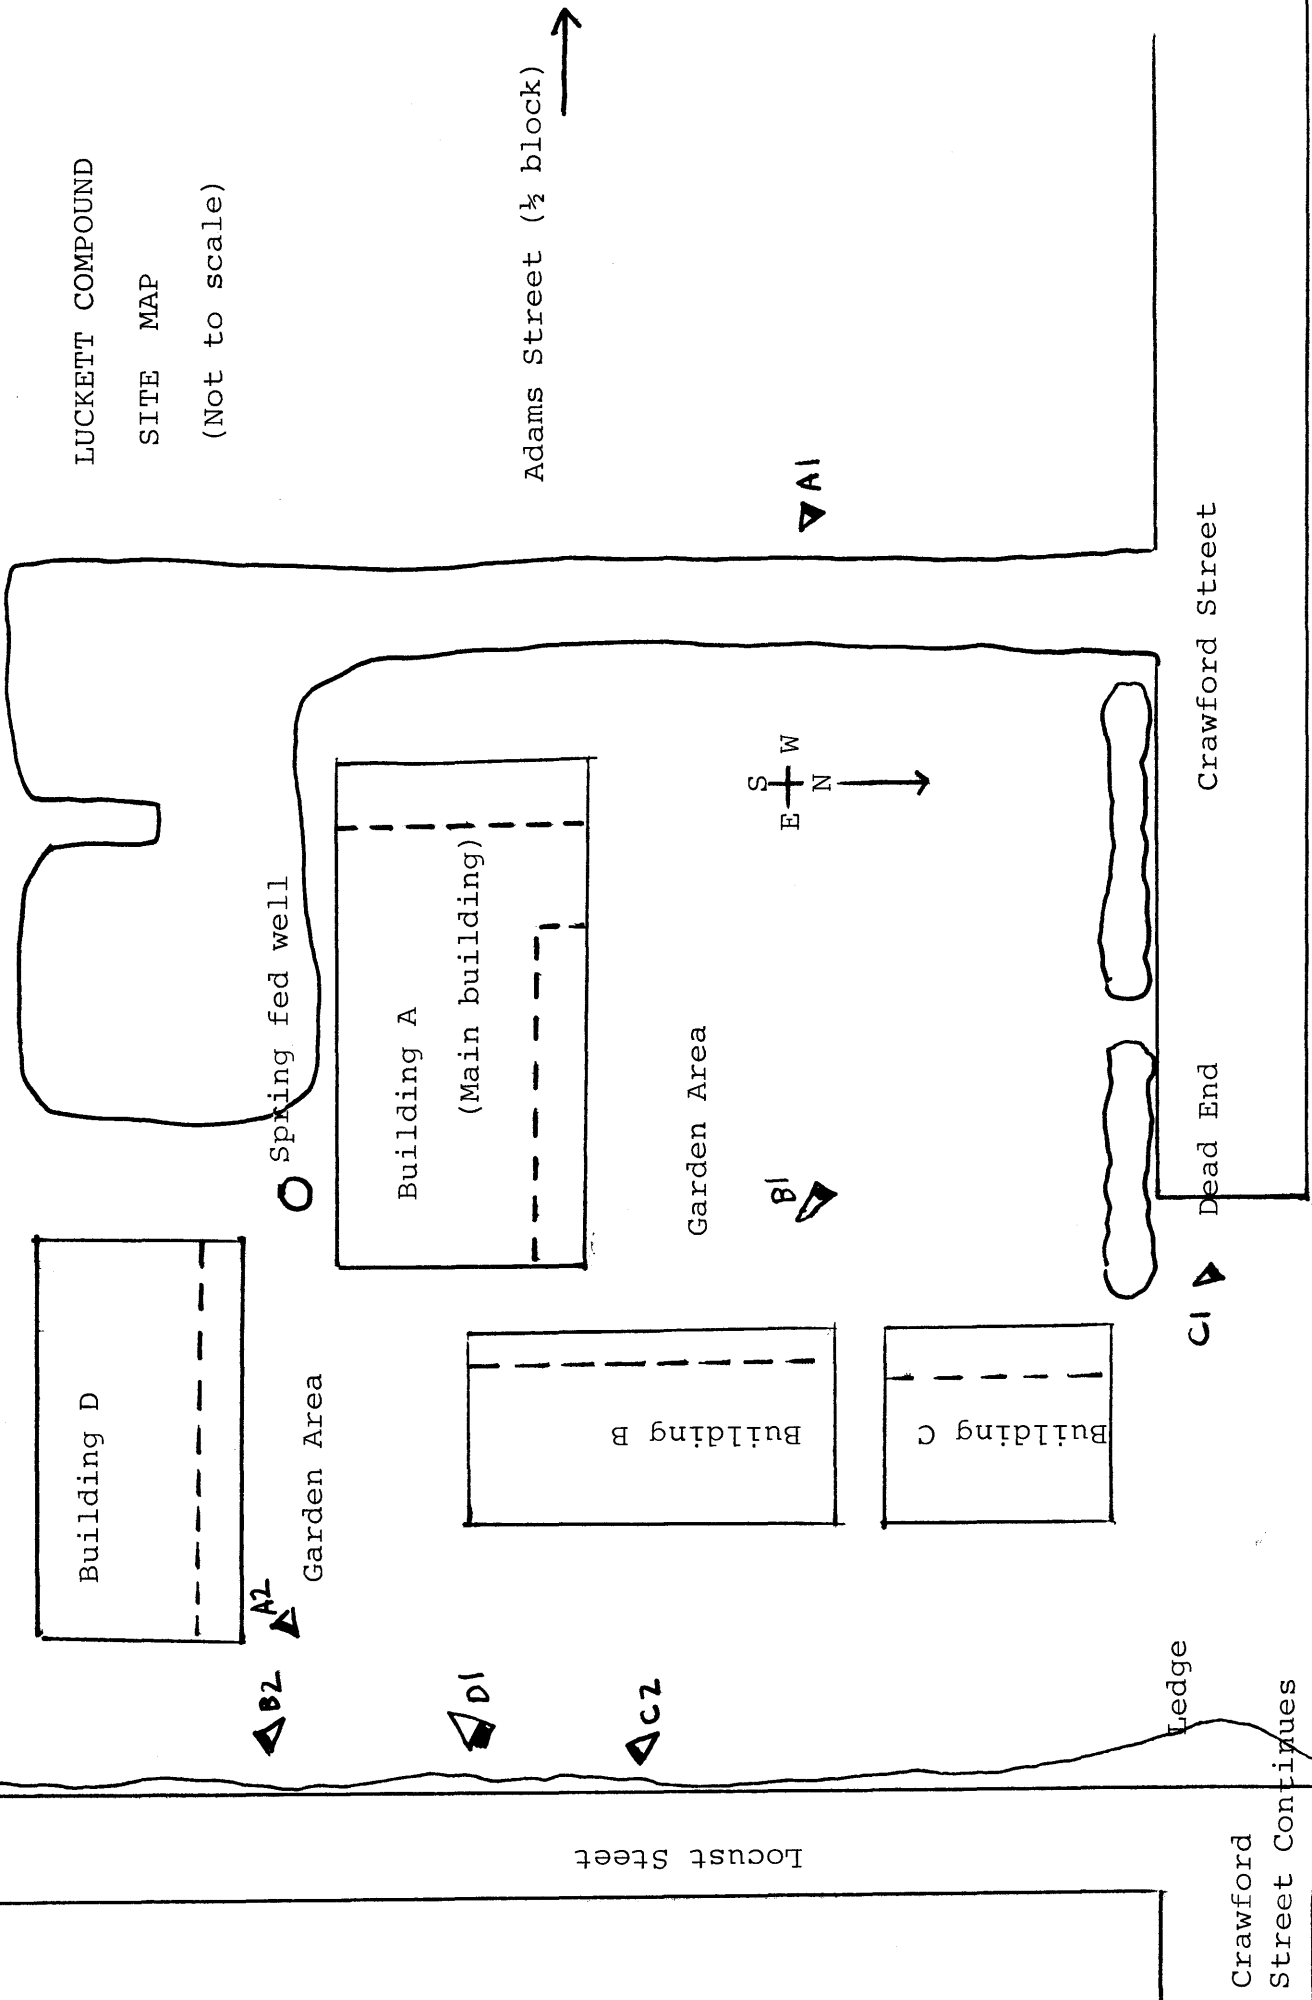 LUCKETT COMPOUND
SITE MAP
(Not to scale)
Adams Street (½ block)
A1
Spring fed well
Building A
(Main building)
S
E
W
N
Garden Area
B1
Crawford Street
Dead End
C1
Building D
Garden Area
A2
B2
D1
C2
Building B
Building C
Ledge
Locust Steet
Crawford
Street Continues